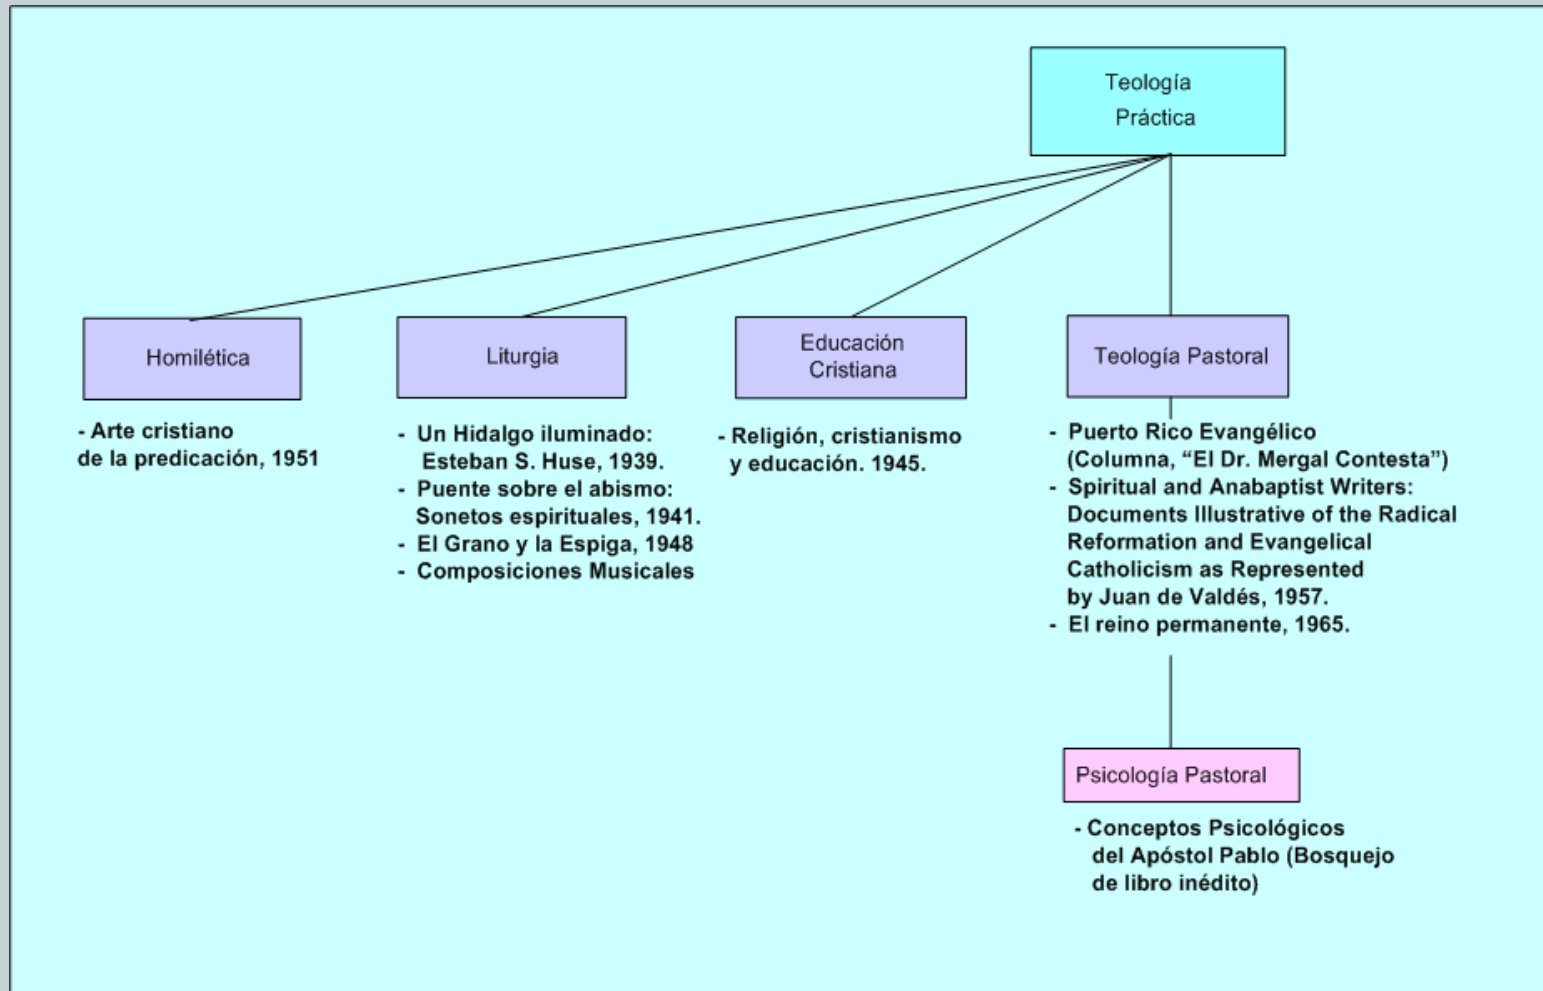 Teología
Práctica
Homilética
Liturgia
Educación
Cristiana
Teología Pastoral
- Arte cristiano
de la predicación, 1951
- Un Hidalgo iluminado:
Esteban S. Huse, 1939.
- Puente sobre el abismo:
Sonetos espirituales, 1941.
- El Grano y la Espiga, 1948
- Composiciones Musicales
- Religión, cristianismo
y educación. 1945.
- Puerto Rico Evangélico
(Columna, “El Dr. Mergal Contesta”)
- Spiritual and Anabaptist Writers:
Documents Illustrative of the Radical
Reformation and Evangelical
Catholicism as Represented
by Juan de Valdés, 1957.
- El reino permanente, 1965.
Psicología Pastoral
- Conceptos Psicológicos
del Apóstol Pablo (Bosquejo
de libro inédito)